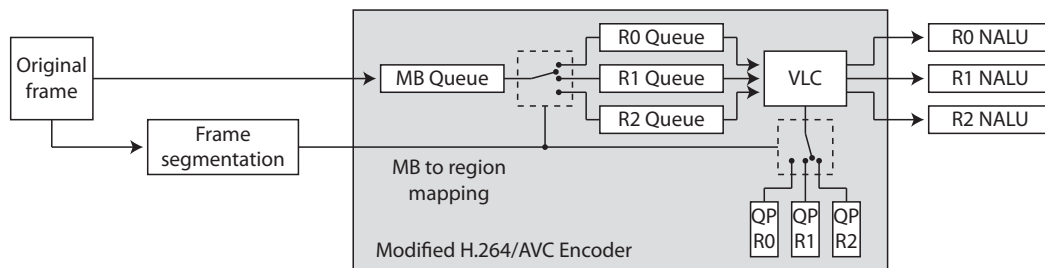 Original
frame
Frame
segmentation
MB Queue
R0 Queue
R1 Queue
R2 Queue
VLC
R0 NALU
R1 NALU
R2 NALU
MB to region
mapping
QP
R0
QP
R1
QP
R2
Modified H.264/AVC Encoder